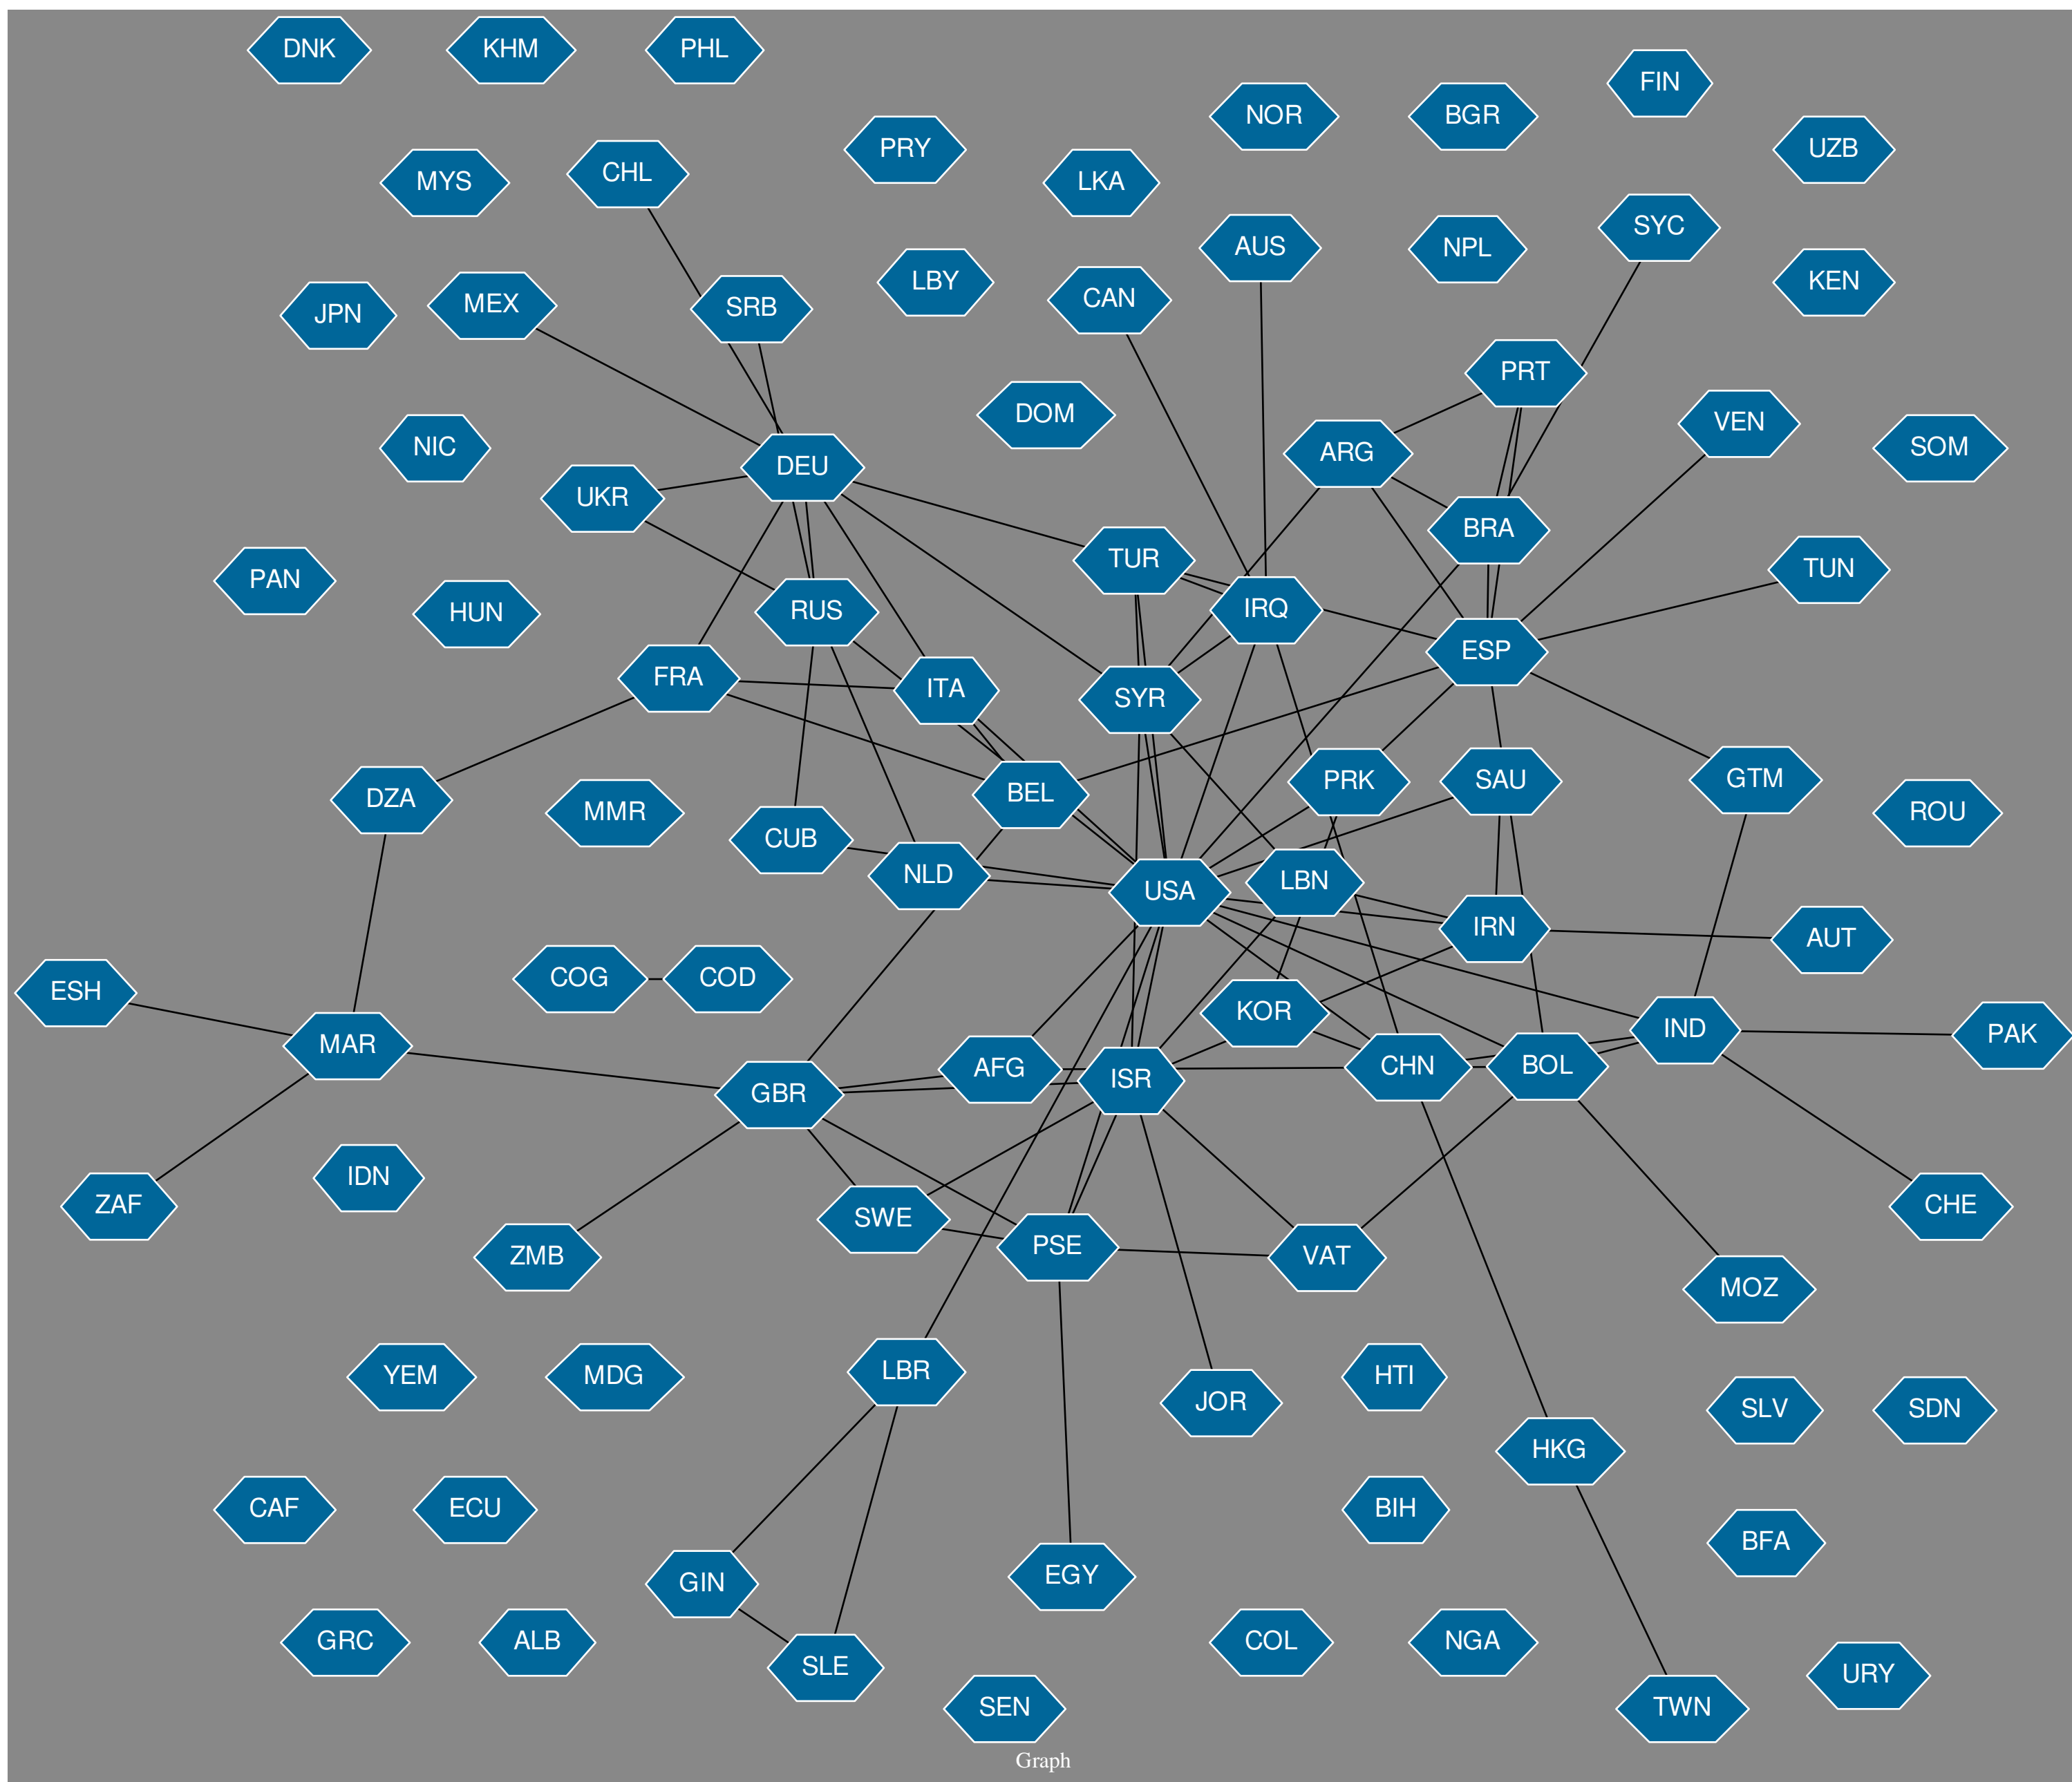 DNK
KHM
PHL
FIN
NOR
BGR
PRY
UZB
MYS
CHL
LKA
SYC
AUS
NPL
LBY
KEN
CAN
MEX
SRB
JPN
PRT
DOM
VEN
NIC
ARG
SOM
DEU
UKR
BRA
TUR
TUN
PAN
HUN
RUS
IRQ
ESP
FRA
ITA
SYR
DZA
BEL
PRK
SAU
GTM
MMR
ROU
CUB
NLD
USA
LBN
IRN
AUT
COG
COD
ESH
KOR
MAR
IND
PAK
GBR
AFG
ISR
CHN
BOL
IDN
ZAF
CHE
SWE
ZMB
PSE
VAT
MOZ
YEM
MDG
LBR
JOR
HTI
SLV
SDN
HKG
CAF
ECU
BIH
BFA
GIN
EGY
GRC
ALB
SLE
COL
NGA
URY
SEN
TWN
Graph